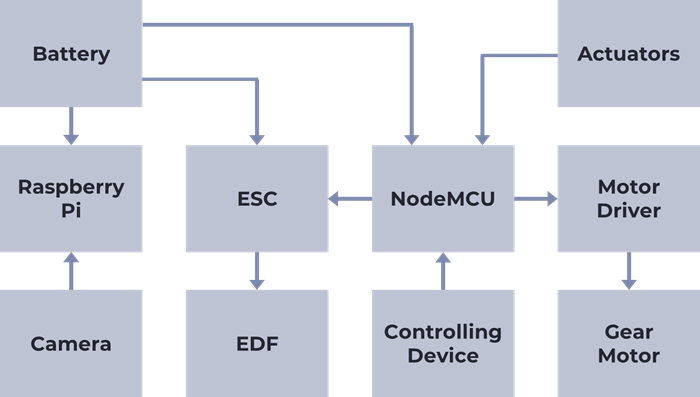 Battery
Actuators
Raspberry
Pi
ESC
NodeMCU
Motor
Driver
Camera
EDF
Controlling
Device
Gear
Motor